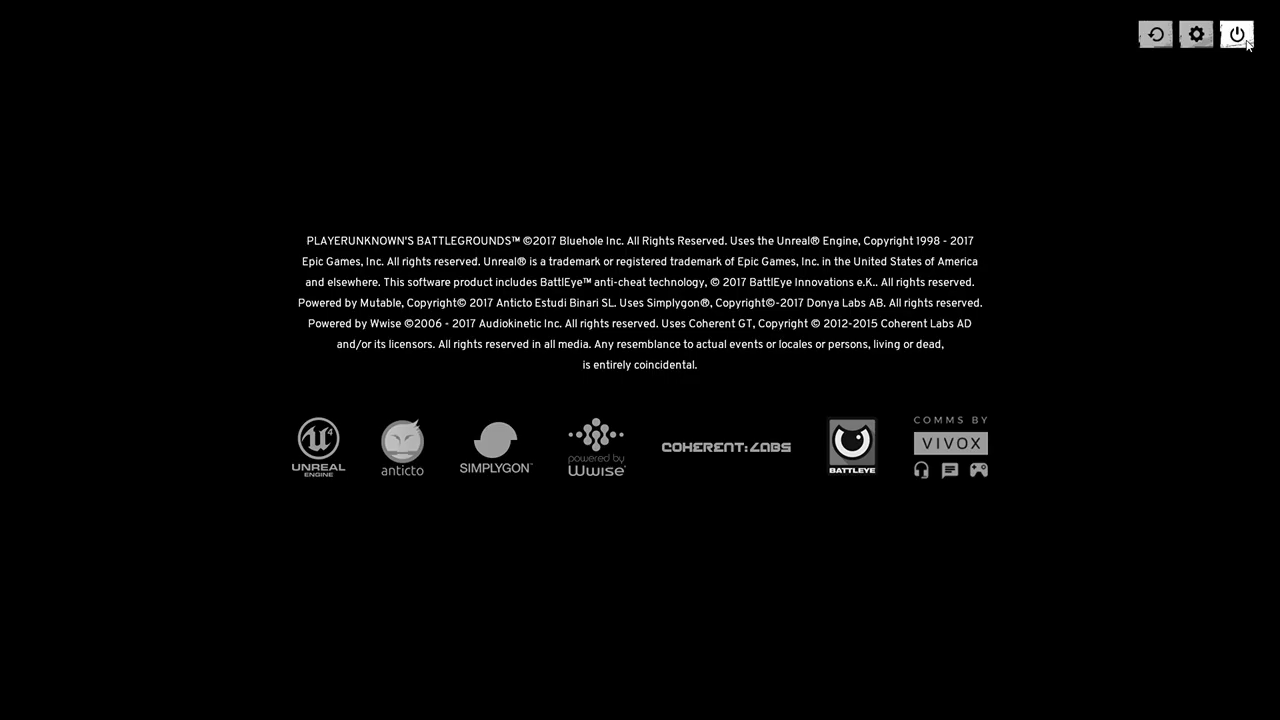 PLAYERUNKNOWN'S BATTLEGROUNDS™ ©2017 Bluehole Inc. All Rights Reserved. Uses the Unreal® Engine, Copyright 1998 - 2017
Epic Games, Inc. All rights reserved. Unreal® is a trademark or registered trademark of Epic Games, Inc. in the United States of America
and elsewhere. This software product includes BattlEye™ anti-cheat technology, © 2017 BattlEye Innovations e.K.. All rights reserved.
Powered by Mutable, Copyright© 2017 Anticto Estudi Binari SL. Uses Simplygon®, Copyright©-2017 Donya Labs AB. All rights reserved.
Powered by Wwise ©2006 - 2017 Audiokinetic Inc. All rights reserved. Uses Coherent GT, Copyright © 2012-2015 Coherent Labs AD
and/or its licensors. All rights reserved in all media. Any resemblance to actual events or locales or persons, living or dead,
is entirely coincidental.
4
UNREAL
ENGINE
anticto
SIMPLYGON™
powered by
Wwise
COHERENT:LABS
BATTLEYE
COMMS BY
VIVOX